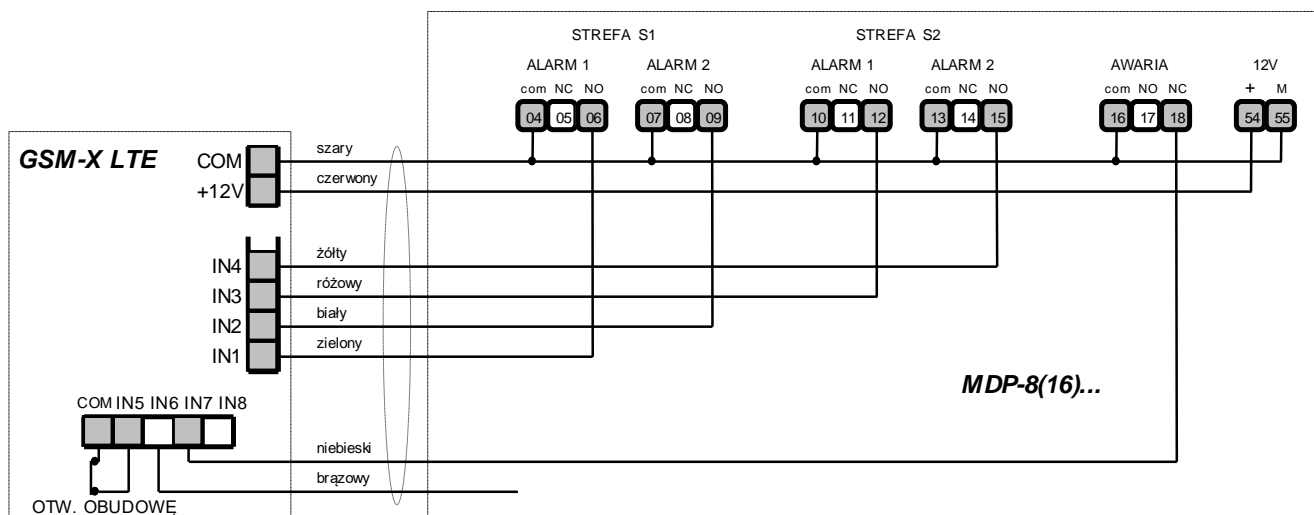 STREFA S1 STREFA S2
ALARM 1 ALARM 2 ALARM 1 ALARM 2 AWARIA 12V
com NC NO com NC NO com NC NO com NC NO com NO NC + M
04 05 06 07 08 09 10 11 12 13 14 15 16 17 18 54 55
GSM-X LTE COM szary
+12V czerwony
IN4 żółty
IN3 różowy
IN2 biały
IN1 zielony
MDP-8(16)...
COM IN5 IN6 IN7 IN8
niebieski
brązowy
OTW. OBUDOWĘ